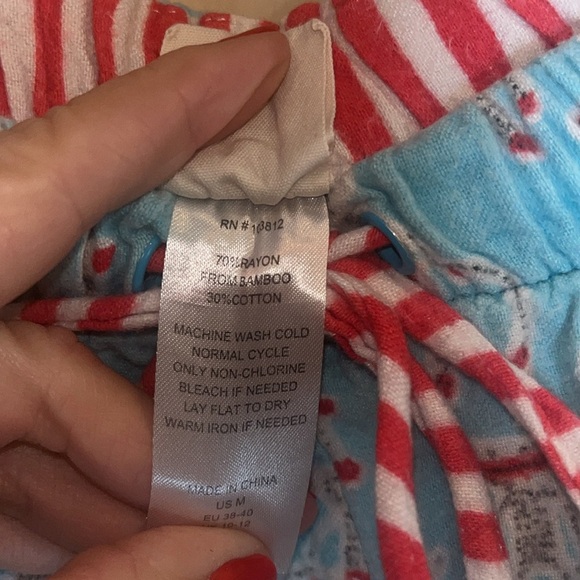 RN #
70%RAYON
FROM BAMBOO
30%COTTON
MACHINE WASH COLD
NORMAL CYCLE
ONLY NON-CHLORINE
BLEACH IF NEEDED
LAY FLAT TO DRY
WARM IRON IF NEEDED
MADE IN CHINA
US M
EU 38-40